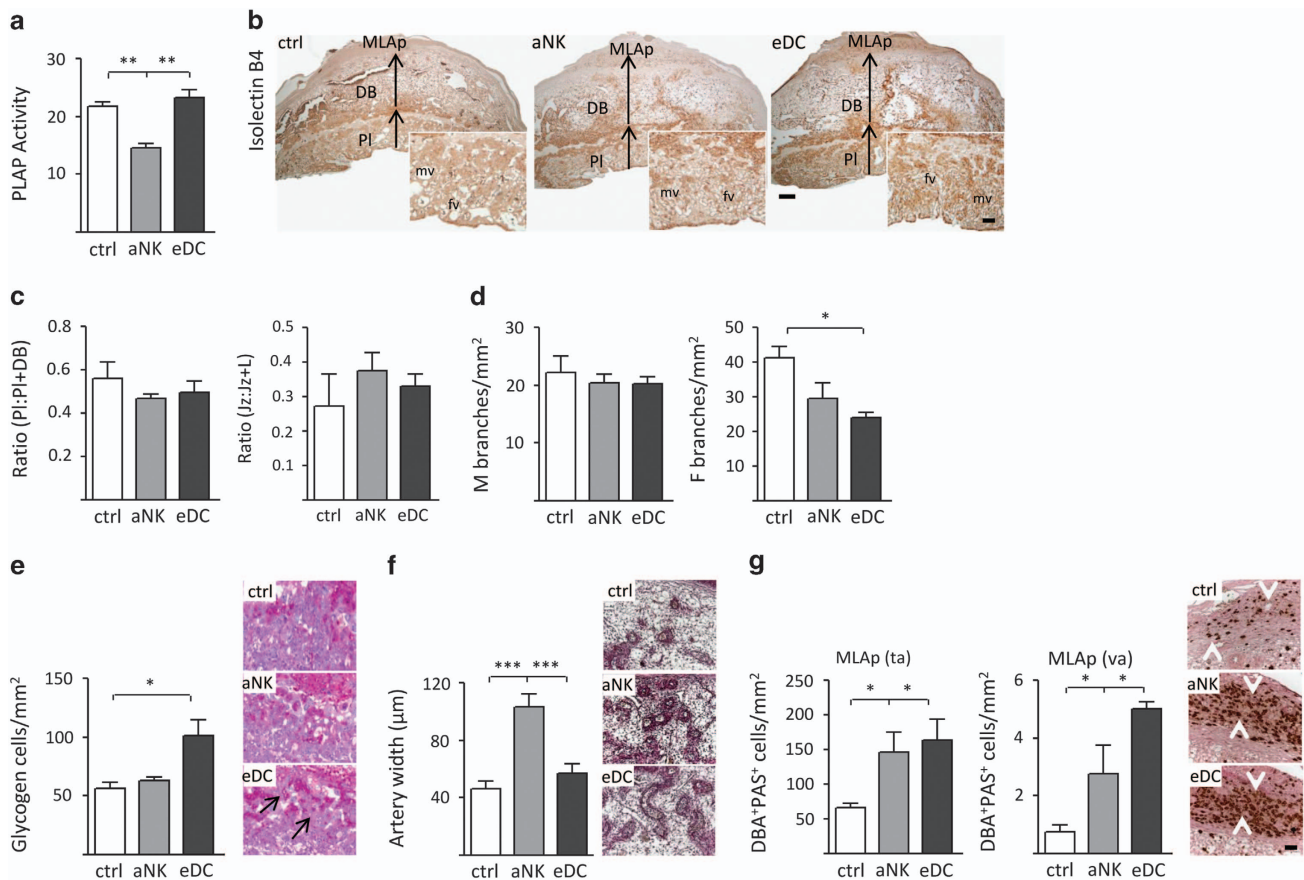 a
PLAP Activity
30
20
10
** **
ctrl aNK eDC
b
Isolectin B4
ctrl
MLAp
DB
Pl
mv
fv
aNK
MLAp
DB
Pl
mv
fv
eDC
MLAp
DB
Pl
fv
mv
c
Ratio (Pl:Pl+DB)
0.8
0.6
0.4
0.2
ctrl aNK eDC
Ratio (Jz:Jz+L)
0.5
0.4
0.3
0.2
0.1
ctrl aNK eDC
d
M branches/mm²
30
20
10
ctrl aNK eDC
F branches/mm²
50
40
30
20
10
*
ctrl aNK eDC
e
Glycogen cells/mm²
150
100
50
*
ctrl aNK eDC
ctrl
aNK
eDC
f
Artery width (μm)
120
80
40
*** ***
ctrl aNK eDC
ctrl
aNK
eDC
g
MLAp (ta)
DBA⁺PAS⁺ cells/mm²
250
200
150
100
50
* *
ctrl aNK eDC
MLAp (va)
DBA⁺PAS⁺ cells/mm²
6
4
2
* *
ctrl aNK eDC
ctrl
aNK
eDC